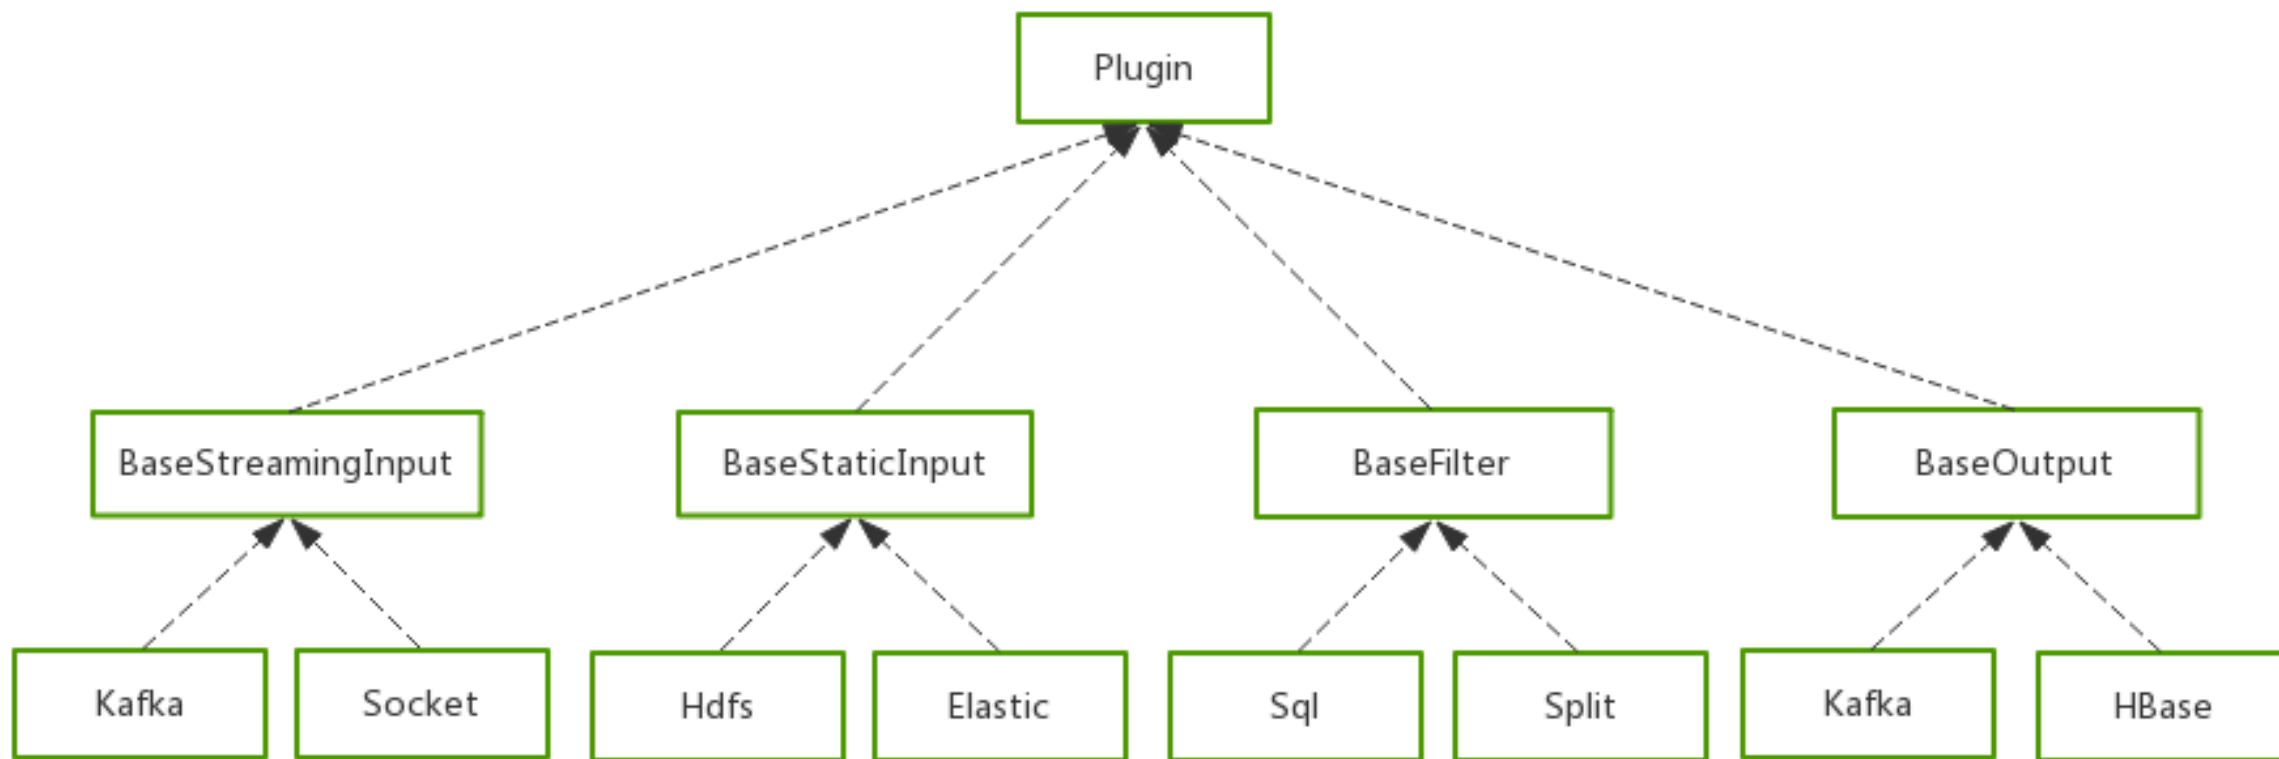 Plugin
BaseStreamingInput
BaseStaticInput
BaseFilter
BaseOutput
Kafka
Socket
Hdfs
Elastic
Sql
Split
Kafka
HBase